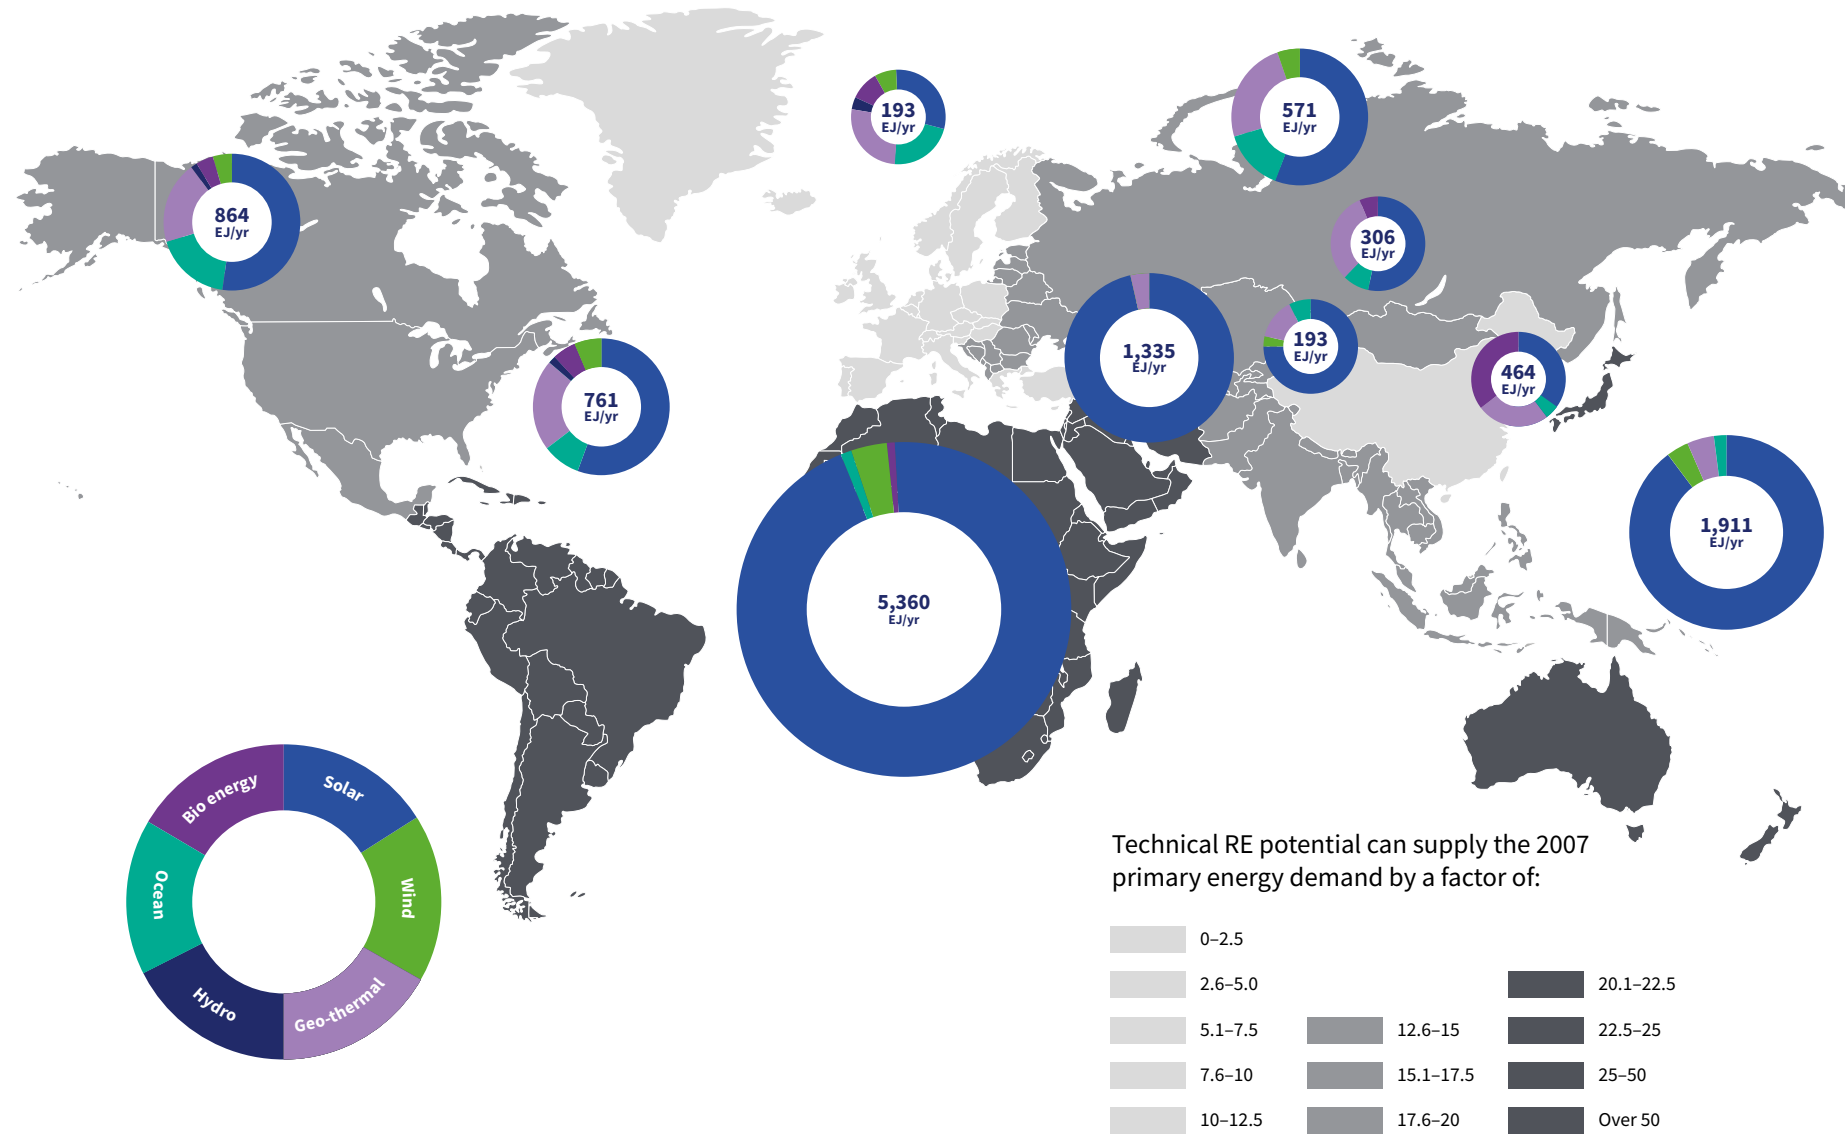 193
EJ/yr
571
EJ/yr
864
EJ/yr
306
EJ/yr
1,335
EJ/yr
193
EJ/yr
464
EJ/yr
761
EJ/yr
1,911
EJ/yr
5,360
EJ/yr
Solar
Wind
Geo-thermal
Hydro
Ocean
Bio energy
Technical RE potential can supply the 2007
primary energy demand by a factor of:
0–2.5
2.6–5.0
5.1–7.5
7.6–10
10–12.5
12.6–15
15.1–17.5
17.6–20
20.1–22.5
22.5–25
25–50
Over 50